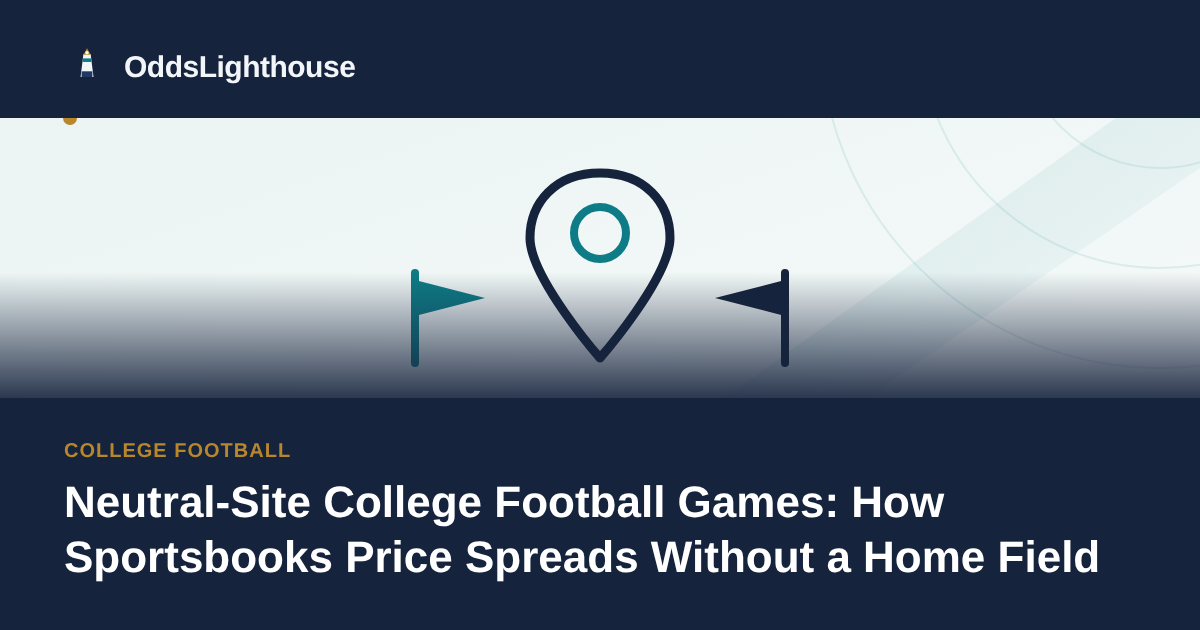 OddsLighthouse
COLLEGE FOOTBALL
Neutral-Site College Football Games: How
Sportsbooks Price Spreads Without a Home Field